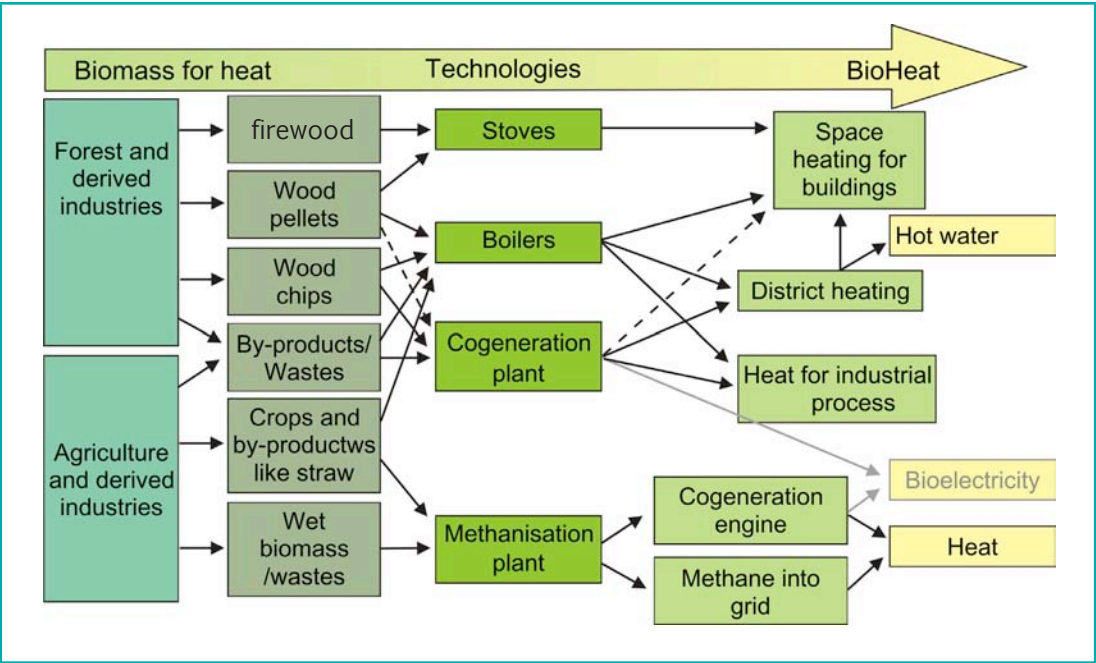 Biomass for heat
Technologies
BioHeat
Forest and
derived
industries
Agriculture
and derived
industries
firewood
Wood
pellets
Wood
chips
By-products/
Wastes
Crops and
by-productws
like straw
Wet
biomass
/wastes
Stoves
Boilers
Cogeneration
plant
Methanisation
plant
Space
heating for
buildings
Hot water
District heating
Heat for industrial
process
Bioelectricity
Cogeneration
engine
Heat
Methane into
grid